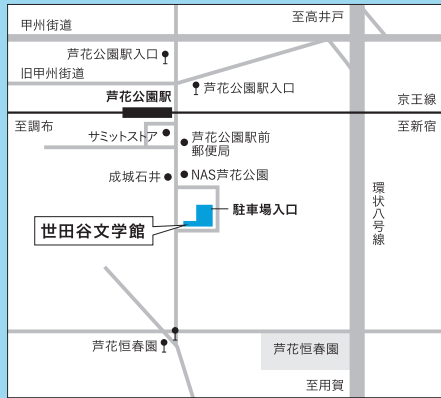 至高井戸
甲州街道
芦花公園駅入口
旧甲州街道
芦花公園駅入口
芦花公園駅
京王線
至調布
至新宿
サミットストア
芦花公園駅前
郵便局
成城石井
NAS芦花公園
駐車場入口
環状八号線
世田谷文学館
芦花恒春園
芦花恒春園
至用賀